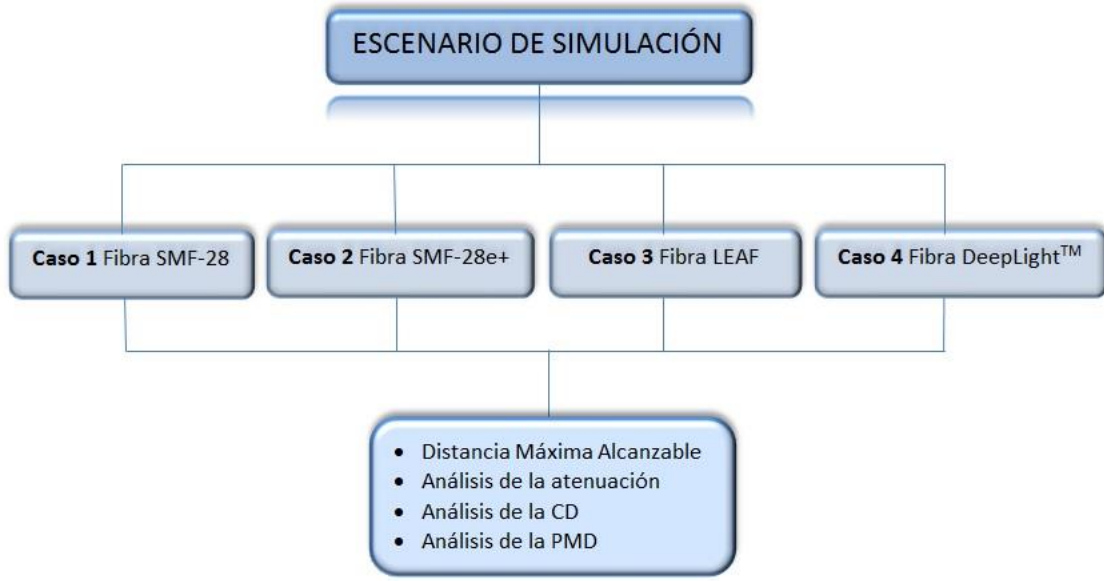 ESCENARIO DE SIMULACIÓN
Caso 1 Fibra SMF-28
Caso 2 Fibra SMF-28e+
Caso 3 Fibra LEAF
Caso 4 Fibra DeepLight™
• Distancia Máxima Alcanzable
• Análisis de la atenuación
• Análisis de la CD
• Análisis de la PMD